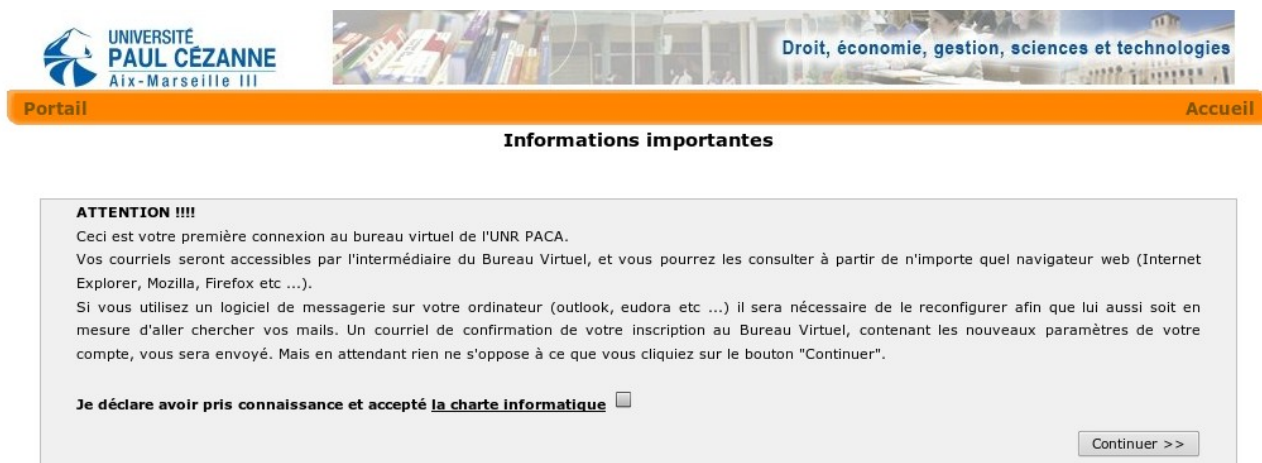 UNIVERSITÉ
PAUL CÉZANNE
Aix-Marseille III
Droit, économie, gestion, sciences et technologies
Portail
Accueil
Informations importantes
ATTENTION !!!!
Ceci est votre première connexion au bureau virtuel de l'UNR PACA.
Vos courriels seront accessibles par l'intermédiaire du Bureau Virtuel, et vous pourrez les consulter à partir de n'importe quel navigateur web (Internet
Explorer, Mozilla, Firefox etc ...).
Si vous utilisez un logiciel de messagerie sur votre ordinateur (outlook, eudora etc ...) il sera nécessaire de le reconfigurer afin que lui aussi soit en
mesure d'aller chercher vos mails. Un courriel de confirmation de votre inscription au Bureau Virtuel, contenant les nouveaux paramètres de votre
compte, vous sera envoyé. Mais en attendant rien ne s'oppose à ce que vous cliquiez sur le bouton "Continuer".
Je déclare avoir pris connaissance et accepté la charte informatique
Continuer >>